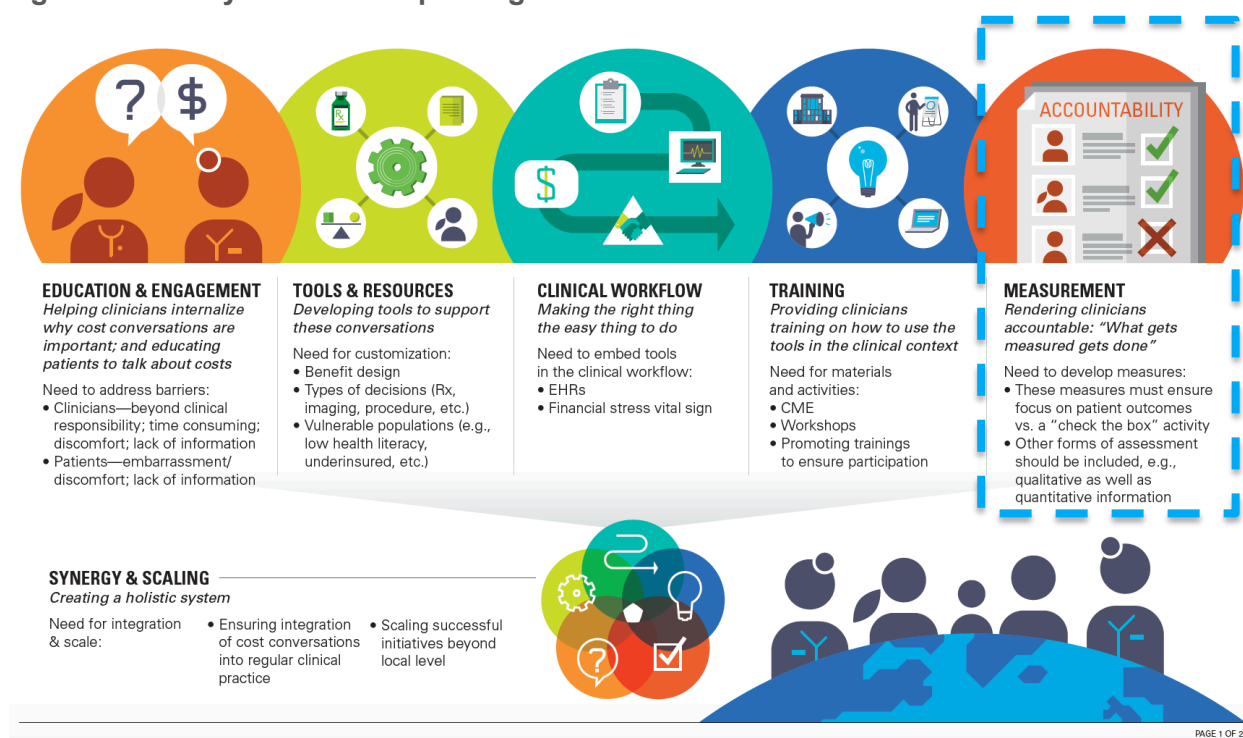 ? $
Rx
$
ACCOUNTABILITY
EDUCATION & ENGAGEMENT
Helping clinicians internalize
why cost conversations are
important; and educating
patients to talk about costs
Need to address barriers:
• Clinicians—beyond clinical
responsibility; time consuming;
discomfort; lack of information
• Patients—embarrassment/
discomfort; lack of information
TOOLS & RESOURCES
Developing tools to support
these conversations
Need for customization:
• Benefit design
• Types of decisions (Rx,
imaging, procedure, etc.)
• Vulnerable populations (e.g.,
low health literacy,
underinsured, etc.)
CLINICAL WORKFLOW
Making the right thing
the easy thing to do
Need to embed tools
in the clinical workflow:
• EHRs
• Financial stress vital sign
TRAINING
Providing clinicians
training on how to use the
tools in the clinical context
Need for materials
and activities:
• CME
• Workshops
• Promoting trainings
to ensure participation
MEASUREMENT
Rendering clinicians
accountable: “What gets
measured gets done”
Need to develop measures:
• These measures must ensure
focus on patient outcomes
vs. a “check the box” activity
• Other forms of assessment
should be included, e.g.,
qualitative as well as
quantitative information
SYNERGY & SCALING
Creating a holistic system
Need for integration
& scale:
• Ensuring integration
of cost conversations
into regular clinical
practice
• Scaling successful
initiatives beyond
local level
?
PAGE 1 OF 2